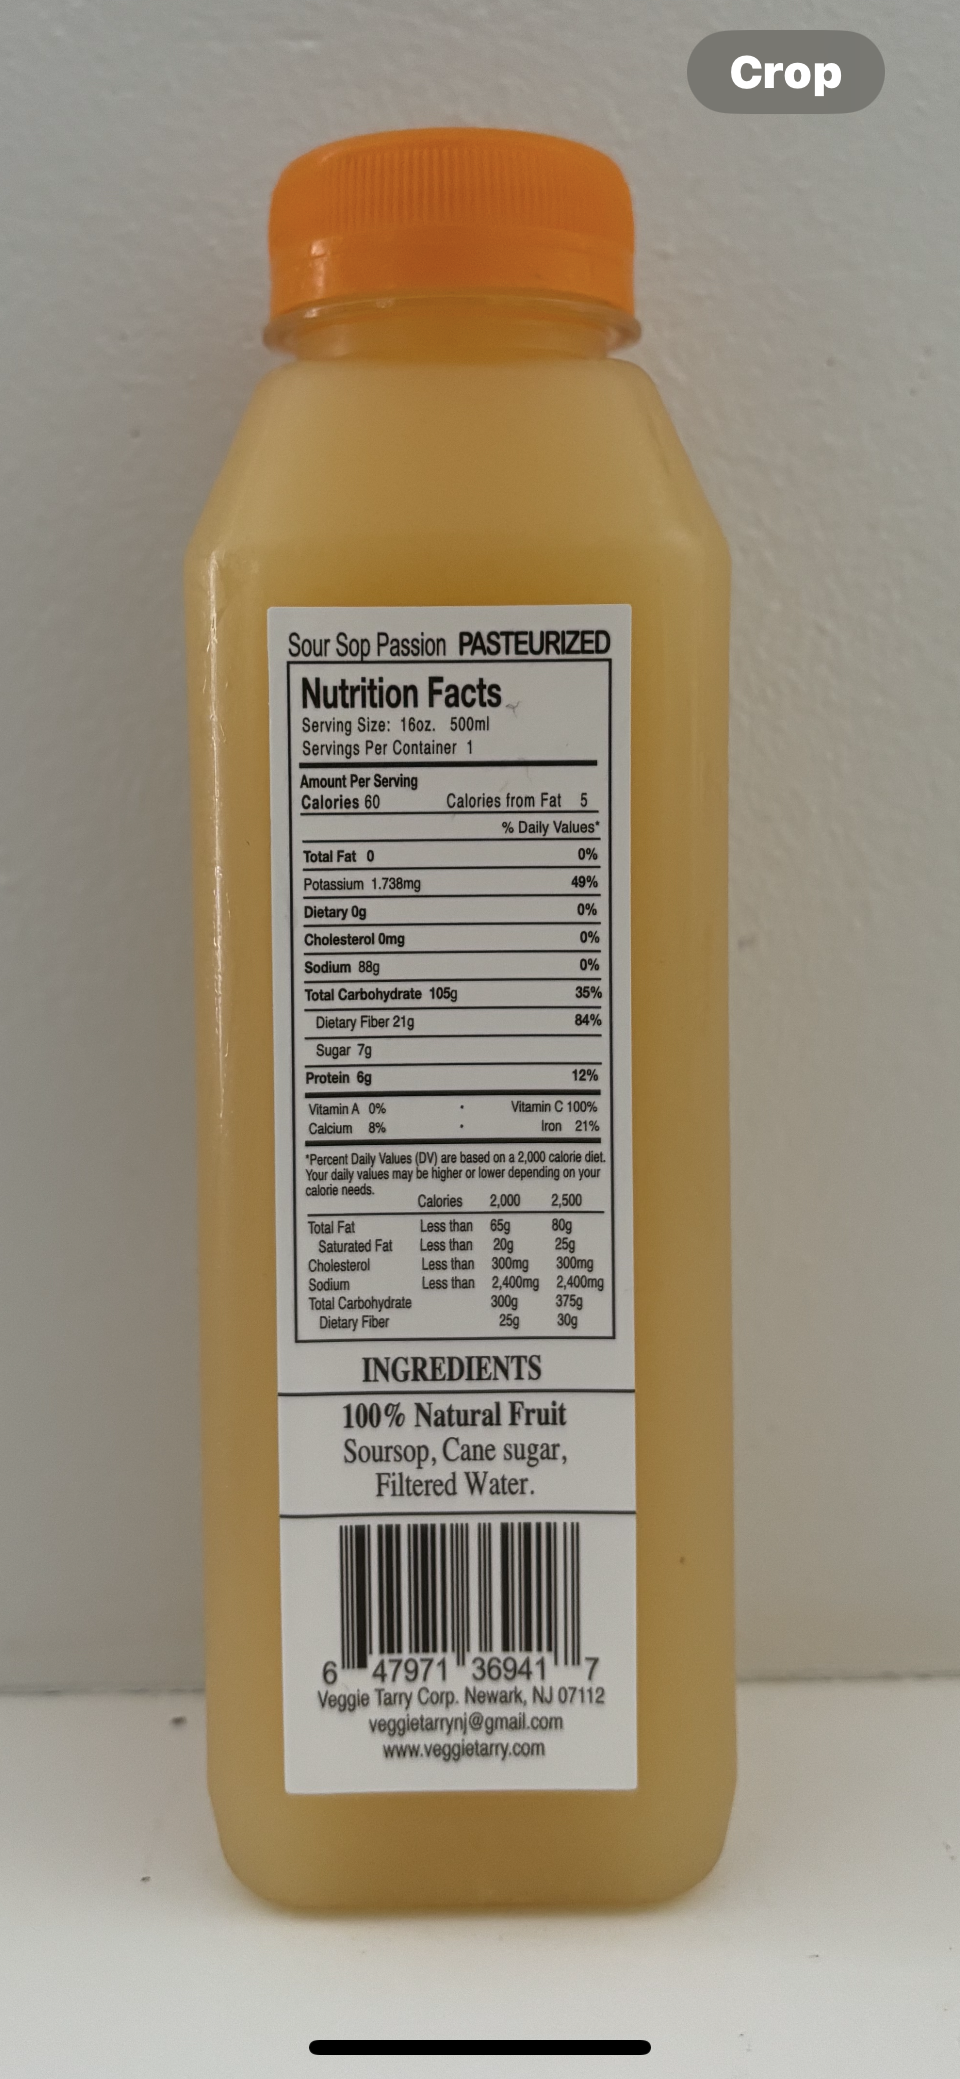 Crop
Sour Sop Passion PASTEURIZED
Nutrition Facts
Serving Size: 16oz. 500ml
Servings Per Container 1
Amount Per Serving
Calories 60 Calories from Fat 5
% Daily Values*
Total Fat 0 0%
Potassium 1.738mg 49%
Dietary 0g 0%
Cholesterol 0mg 0%
Sodium 88g 0%
Total Carbohydrate 105g 35%
Dietary Fiber 21g 84%
Sugar 7g
Protein 6g 12%
Vitamin A 0% • Vitamin C 100%
Calcium 8% • Iron 21%
*Percent Daily Values (DV) are based on a 2,000 calorie diet.
Your daily values may be higher or lower depending on your
calorie needs.
Calories 2,000 2,500
Total Fat Less than 65g 80g
Saturated Fat Less than 20g 25g
Cholesterol Less than 300mg 300mg
Sodium Less than 2,400mg 2,400mg
Total Carbohydrate 300g 375g
Dietary Fiber 25g 30g
INGREDIENTS
100% Natural Fruit
Soursop, Cane sugar,
Filtered Water.
6 47971 36941 7
Veggie Tarry Corp. Newark, NJ 07112
veggietarrynj@gmail.com
www.veggietarry.com